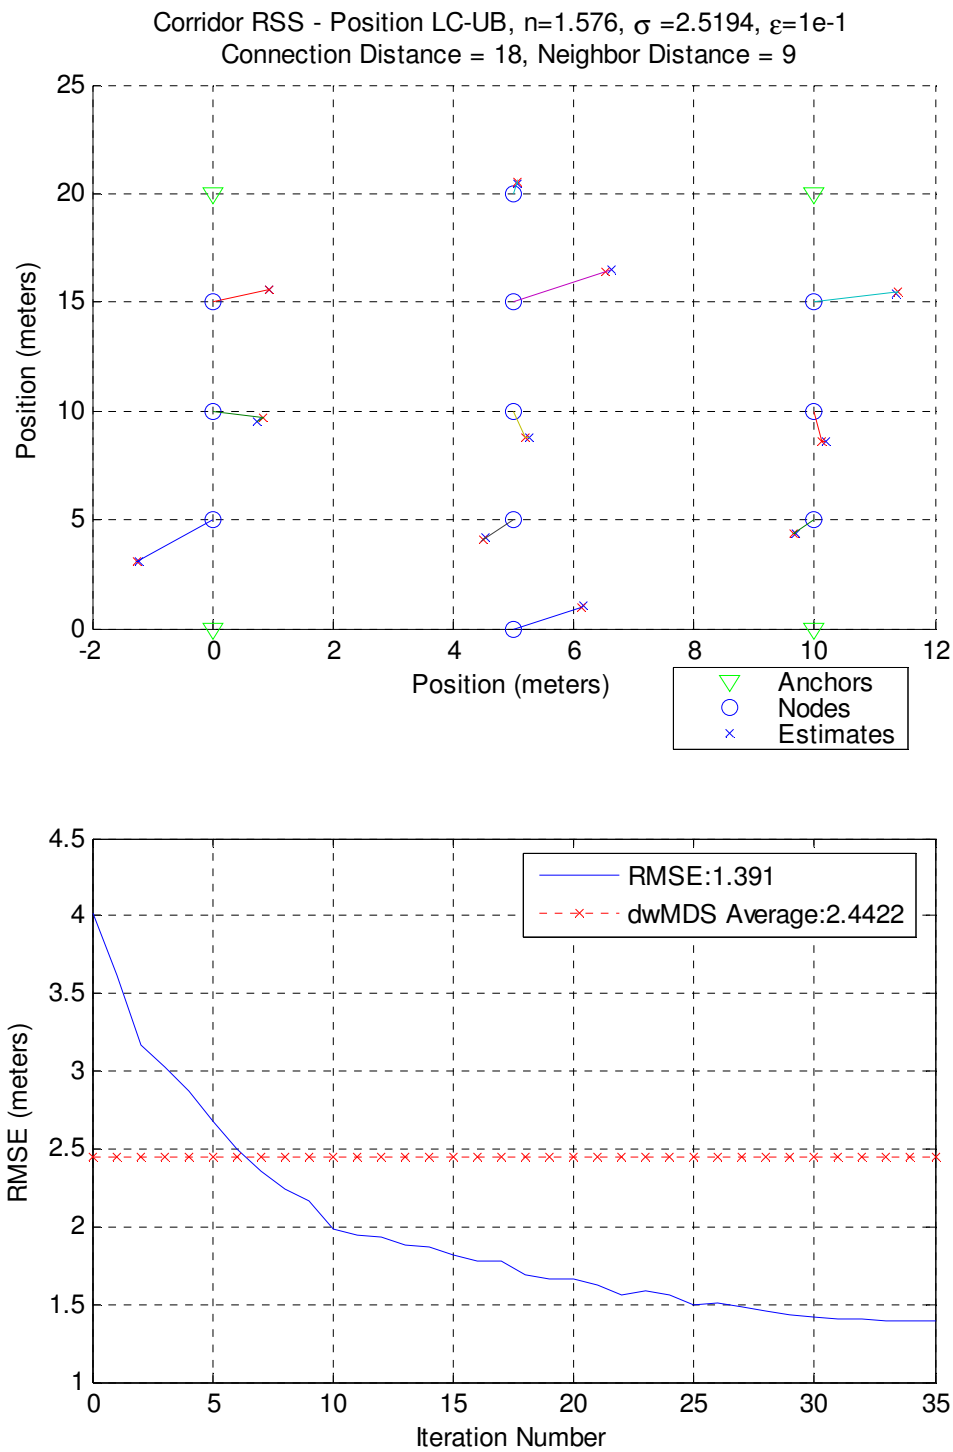 Corridor RSS - Position LC-UB, n=1.576, σ =2.5194, ε=1e-1
Connection Distance = 18, Neighbor Distance = 9
25
20
15
10
5
0
Position (meters)
-2 0 2 4 6 8 10 12
Position (meters)
Anchors
Nodes
Estimates
4.5
4
3.5
3
2.5
2
1.5
1
RMSE (meters)
RMSE:1.391
dwMDS Average:2.4422
0 5 10 15 20 25 30 35
Iteration Number